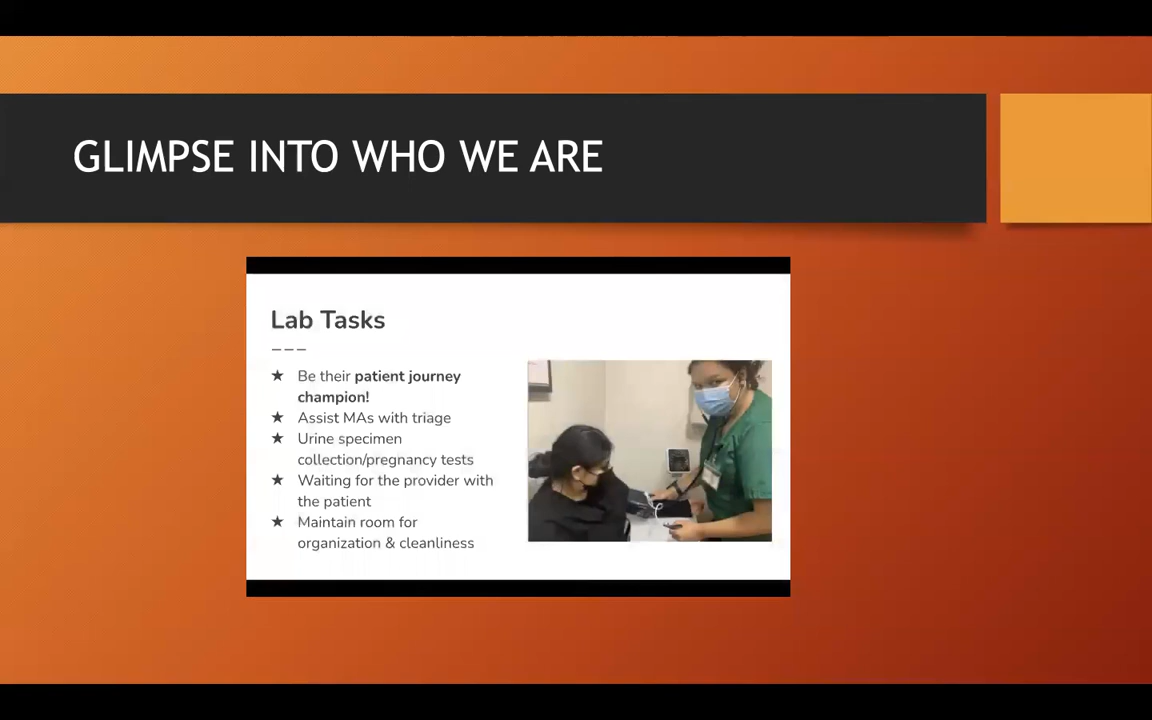 GLIMPSE INTO WHO WE ARE
Lab Tasks
★ Be their patient journey
champion!
★ Assist MAs with triage
★ Urine specimen
collection/pregnancy tests
★ Waiting for the provider with
the patient
★ Maintain room for
organization & cleanliness